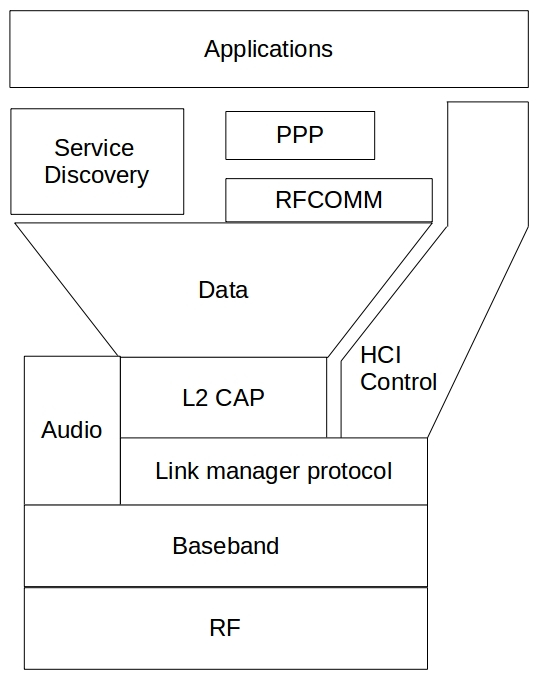 Applications
Service
Discovery
PPP
RFCOMM
Data
HCI
Control
L2 CAP
Audio
Link manager protocol
Baseband
RF